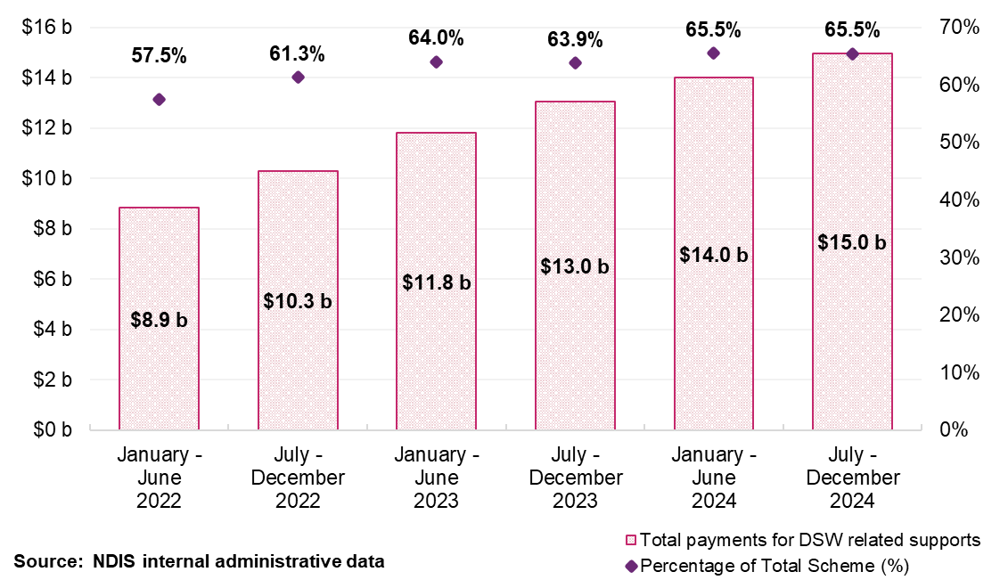 $16 b
$14 b
$12 b
$10 b
$8 b
$6 b
$4 b
$2 b
$0 b
57.5%
61.3%
64.0%
63.9%
65.5%
65.5%
$8.9 b
$10.3 b
$11.8 b
$13.0 b
$14.0 b
$15.0 b
70%
60%
50%
40%
30%
20%
10%
0%
January -
June
2022
July -
December
2022
January -
June
2023
July -
December
2023
January -
June
2024
July -
December
2024
Total payments for DSW related supports
Percentage of Total Scheme (%)
Source: NDIS internal administrative data